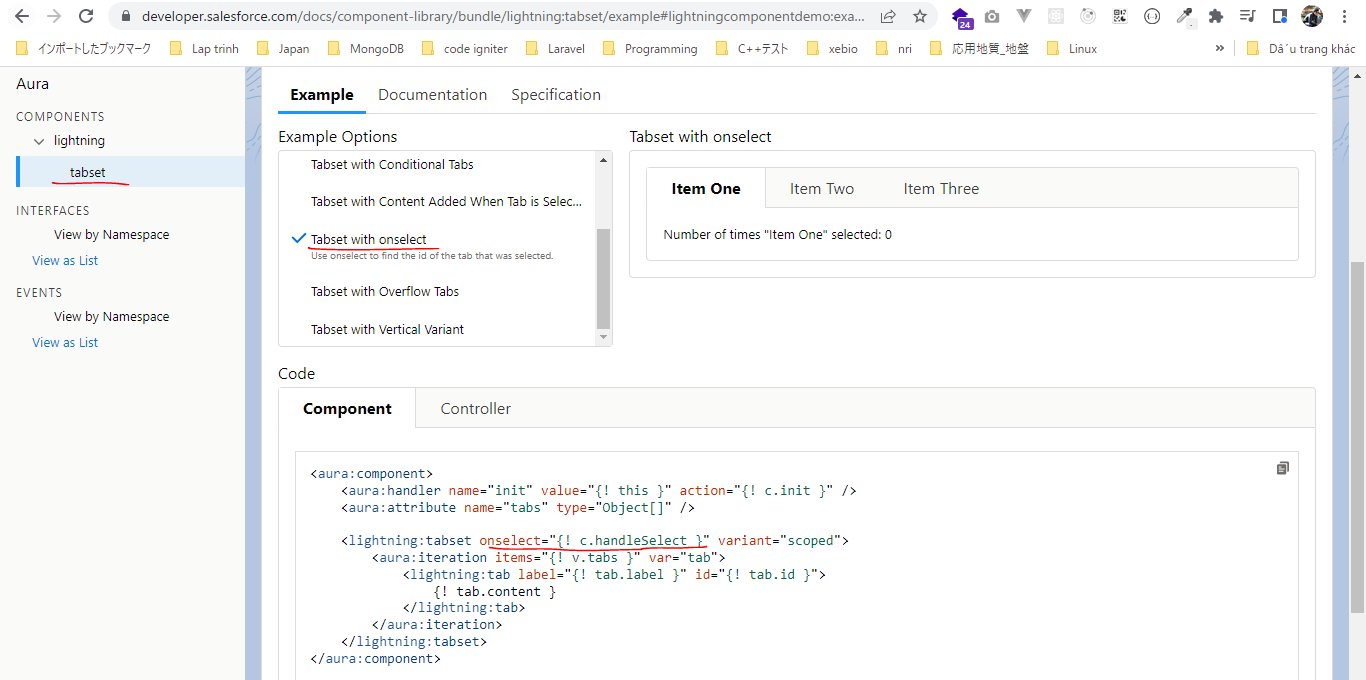 developer.salesforce.com/docs/component-library/bundle/lightning:tabset/example#lightningcomponentdemo:exa...
24
インポートしたブックマーク Lap trinh Japan MongoDB code igniter Laravel Programming C++テスト xebio nri 応用地質_地盤 Linux » Dấu trang khác
Aura
COMPONENTS
lightning
tabset
INTERFACES
View by Namespace
View as List
EVENTS
View by Namespace
View as List
Example Documentation Specification
Example Options
Tabset with Conditional Tabs
Tabset with Content Added When Tab is Selec...
Tabset with onselect
Use onselect to find the id of the tab that was selected.
Tabset with Overflow Tabs
Tabset with Vertical Variant
Tabset with onselect
Item One Item Two Item Three
Number of times "Item One" selected: 0
Code
Component Controller
<aura:component>
<aura:handler name="init" value="{! this }" action="{! c.init }" />
<aura:attribute name="tabs" type="Object[]" />
<lightning:tabset onselect="{! c.handleSelect }" variant="scoped">
<aura:iteration items="{! v.tabs }" var="tab">
<lightning:tab label="{! tab.label }" id="{! tab.id }">
{! tab.content }
</lightning:tab>
</aura:iteration>
</lightning:tabset>
</aura:component>